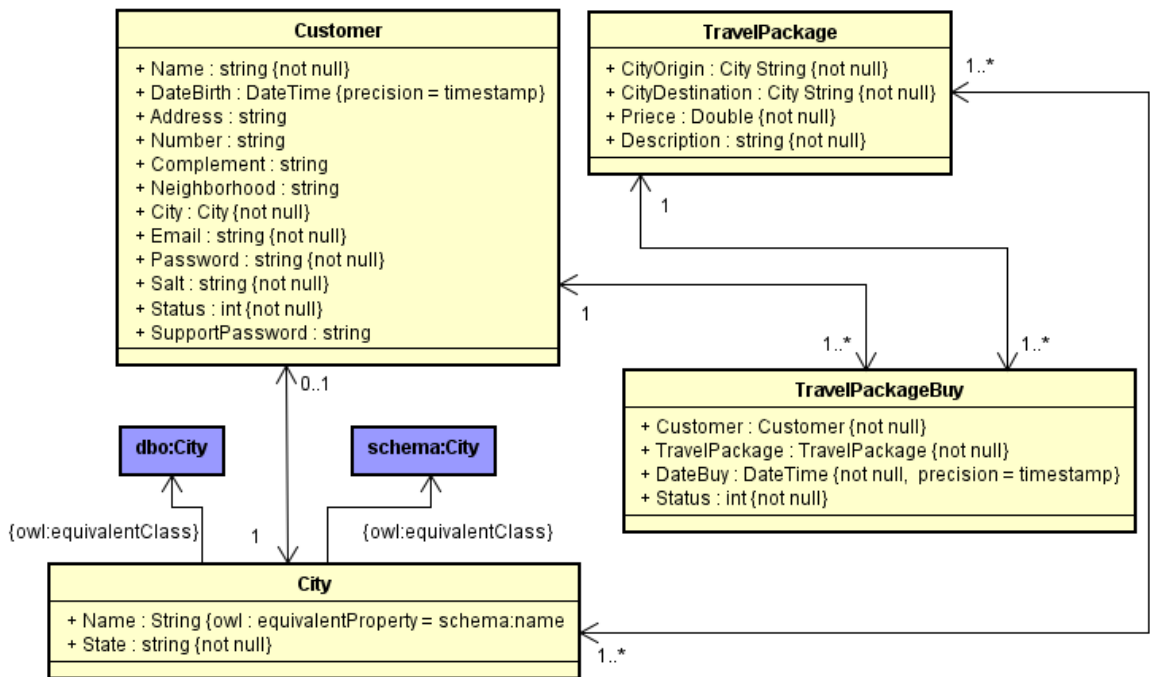 Customer
+ Name : string {not null}
+ DateBirth : DateTime {precision = timestamp}
+ Address : string
+ Number : string
+ Complement : string
+ Neighborhood : string
+ City : City {not null}
+ Email : string {not null}
+ Password : string {not null}
+ Salt : string {not null}
+ Status : int {not null}
+ SupportPassword : string
TravelPackage
+ CityOrigin : City String {not null}
+ CityDestination : City String {not null}
+ Priece : Double {not null}
+ Description : string {not null}
1..*
1
1
1..*
1..*
TravelPackageBuy
+ Customer : Customer {not null}
+ TravelPackage : TravelPackage {not null}
+ DateBuy : DateTime {not null, precision = timestamp}
+ Status : int {not null}
0..1
dbo:City
schema:City
{owl:equivalentClass}
1
{owl:equivalentClass}
City
+ Name : String {owl : equivalentProperty = schema:name
+ State : string {not null}
1..*